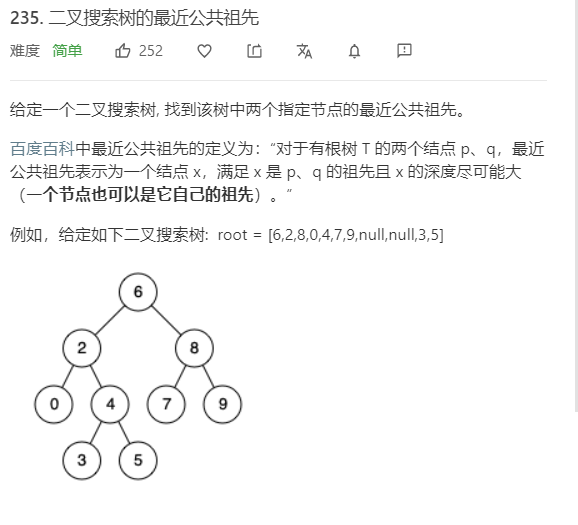 235. 二叉搜索树的最近公共祖先
难度 简单 252
给定一个二叉搜索树, 找到该树中两个指定节点的最近公共祖先。
百度百科中最近公共祖先的定义为：“对于有根树 T 的两个结点 p、q，最近
公共祖先表示为一个结点 x，满足 x 是 p、q 的祖先且 x 的深度尽可能大
（一个节点也可以是它自己的祖先）。”
例如，给定如下二叉搜索树: root = [6,2,8,0,4,7,9,null,null,3,5]
6
2 8
0 4 7 9
3 5